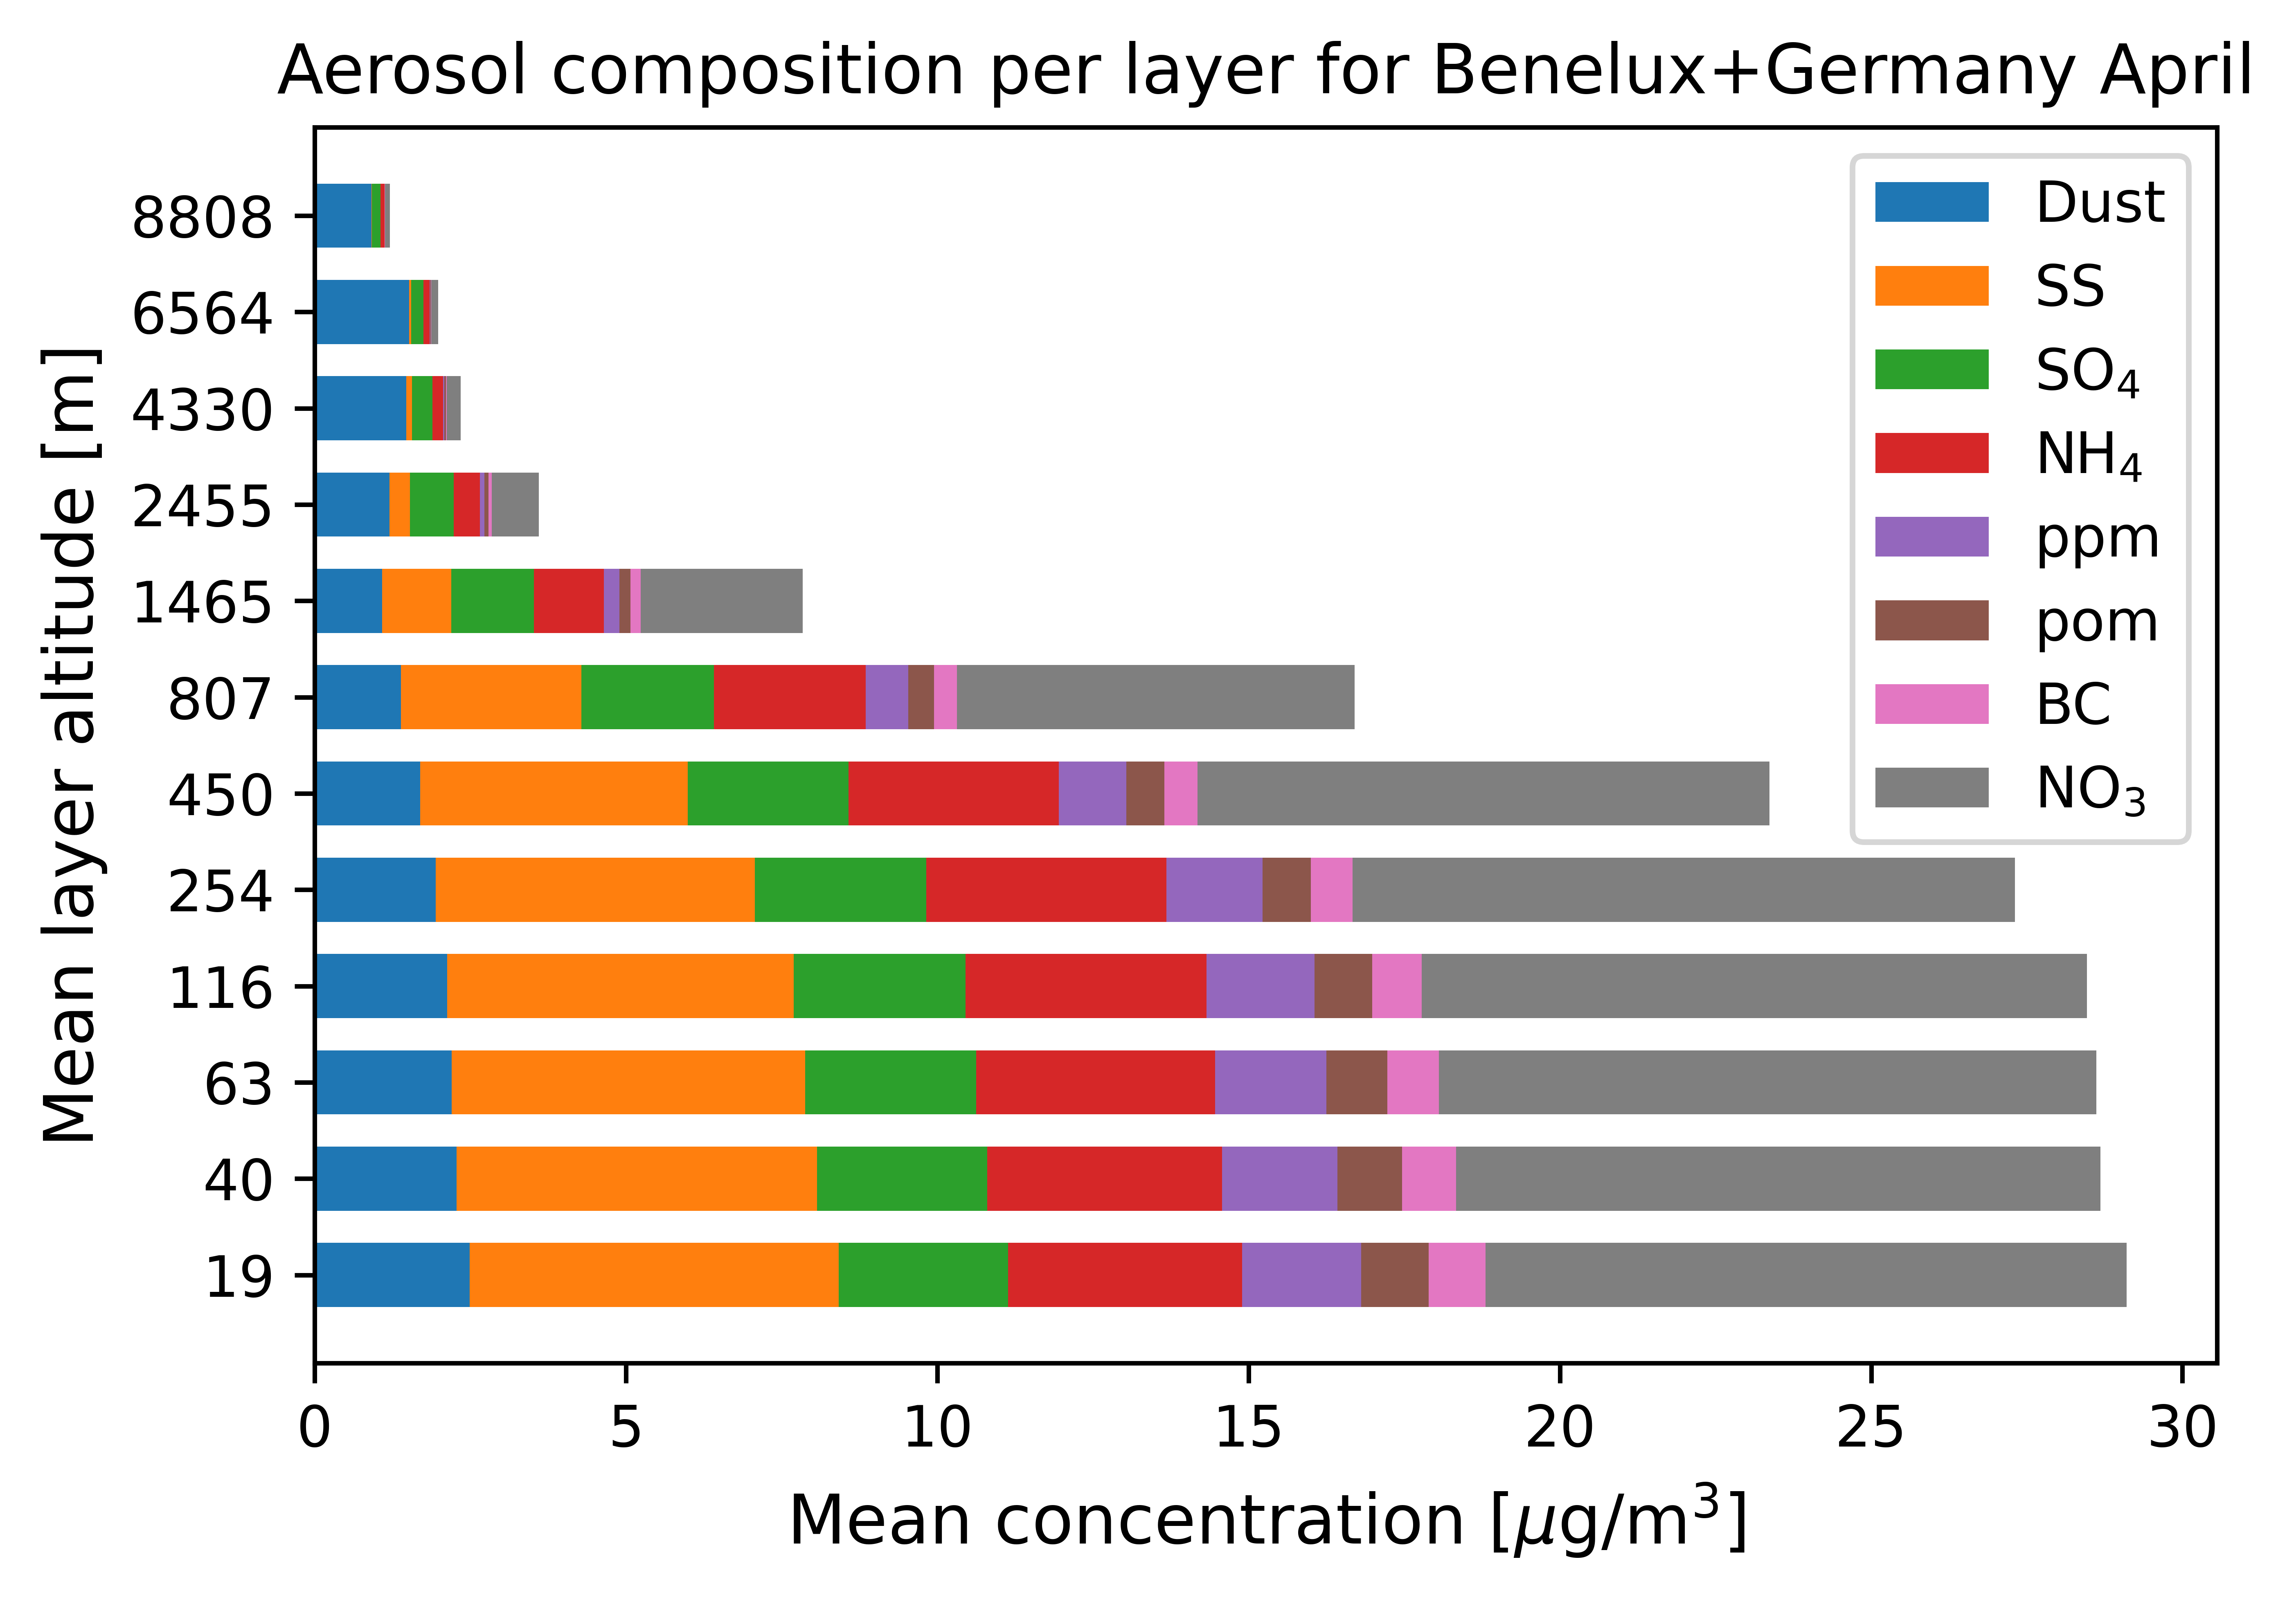 Aerosol composition per layer for Benelux+Germany April
Mean layer altitude [m]
8808
6564
4330
2455
1465
807
450
254
116
63
40
19
Dust
SS
SO₄
NH₄
ppm
pom
BC
NO₃
0 5 10 15 20 25 30
Mean concentration [μg/m³]